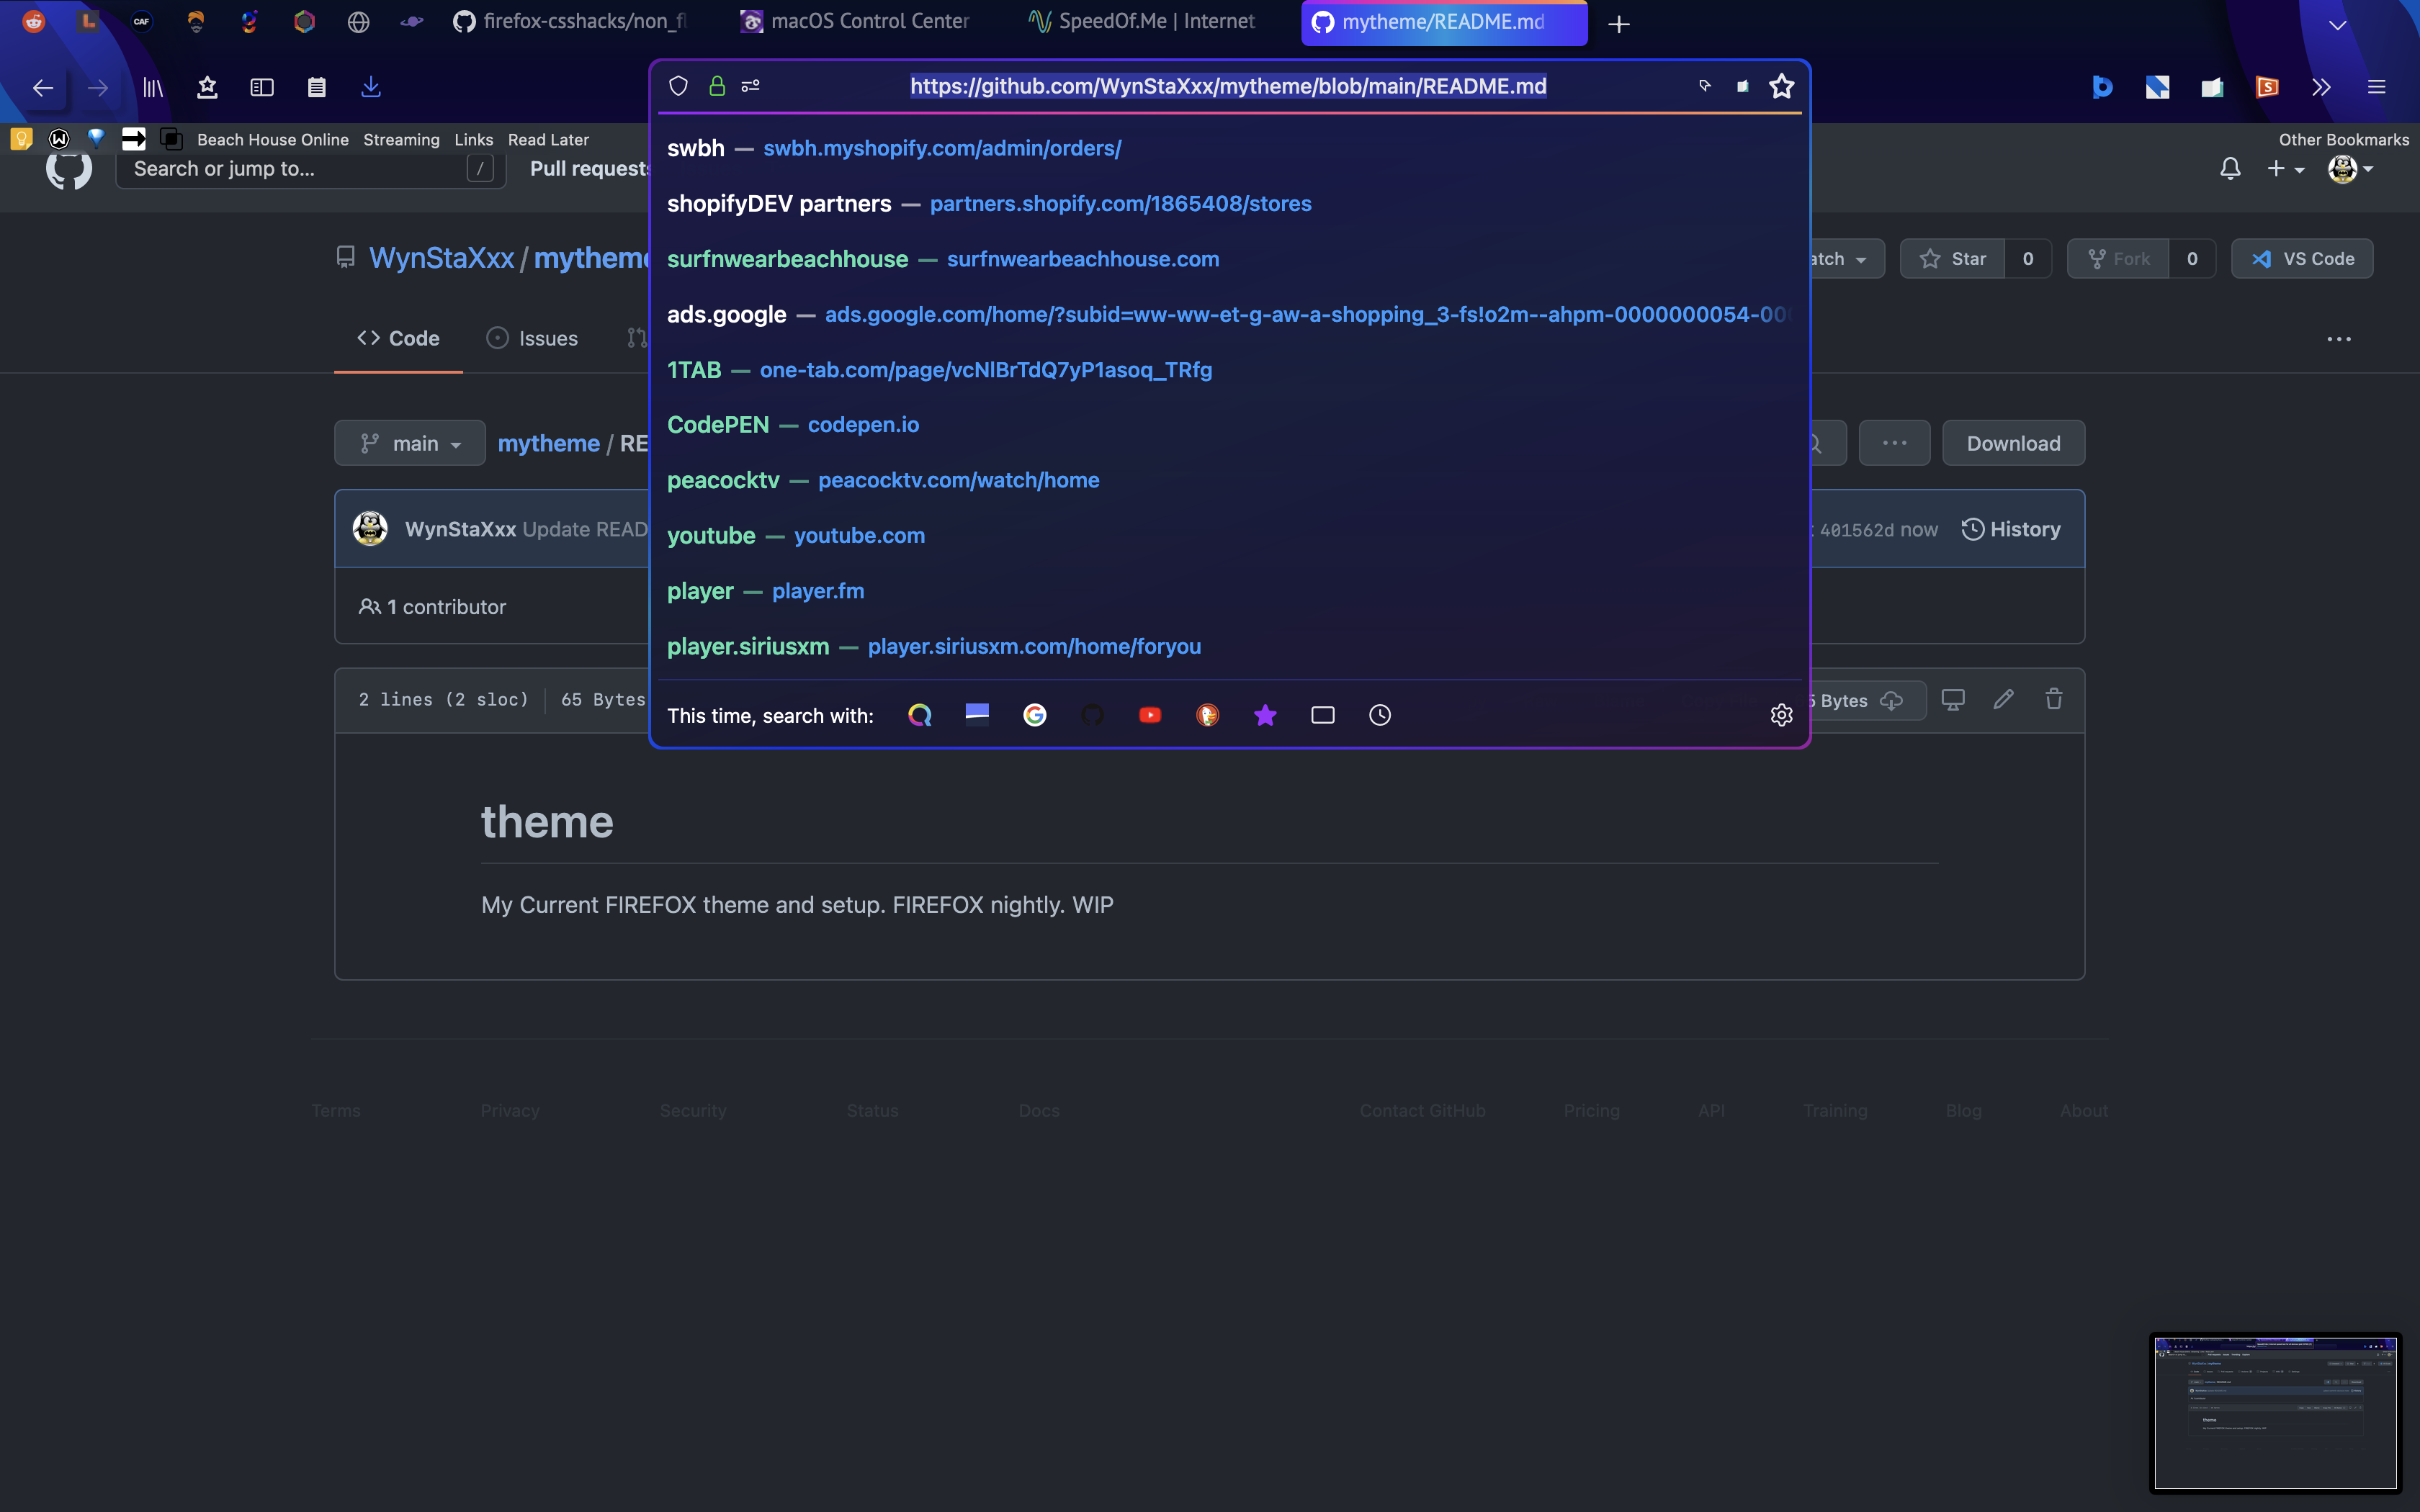 CAF
firefox-csshacks/non_fl
macOS Control Center
SpeedOf.Me | Internet
mytheme/README.md
https://github.com/WynStaXxx/mytheme/blob/main/README.md
Beach House Online Streaming Links Read Later
Other Bookmarks
Search or jump to... /
Pull requests
swbh — swbh.myshopify.com/admin/orders/
shopifyDEV partners — partners.shopify.com/1865408/stores
WynStaXxx / mytheme
surfnwearbeachhouse — surfnwearbeachhouse.com
atch Star 0 Fork 0 VS Code
ads.google — ads.google.com/home/?subid=ww-ww-et-g-aw-a-shopping_3-fs!o2m--ahpm-0000000054-00
<> Code Issues
1TAB — one-tab.com/page/vcNlBrTdQ7yP1asoq_TRfg
CodePEN — codepen.io
main mytheme / RE
Download
peacocktv — peacocktv.com/watch/home
WynStaXxx Update READ
401562d now History
youtube — youtube.com
player — player.fm
1 contributor
player.siriusxm — player.siriusxm.com/home/foryou
2 lines (2 sloc) 65 Bytes
Bytes
This time, search with:
theme
My Current FIREFOX theme and setup. FIREFOX nightly. WIP
Terms Privacy Security Status Docs Contact GitHub Pricing API Training Blog About